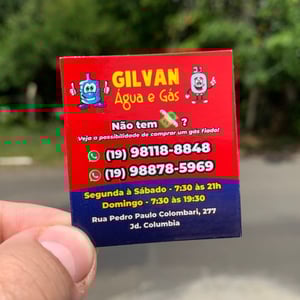 GILVAN
Água e Gás
Não tem ?
Veja a possibilidade de comprar um gás fiado!
(19) 98118-8848
(19) 98878-5969
Segunda à Sábado - 7:30 às 21h
Domingo - 7:30 às 19:30
Rua Pedro Paulo Colombari, 277
Jd. Columbia